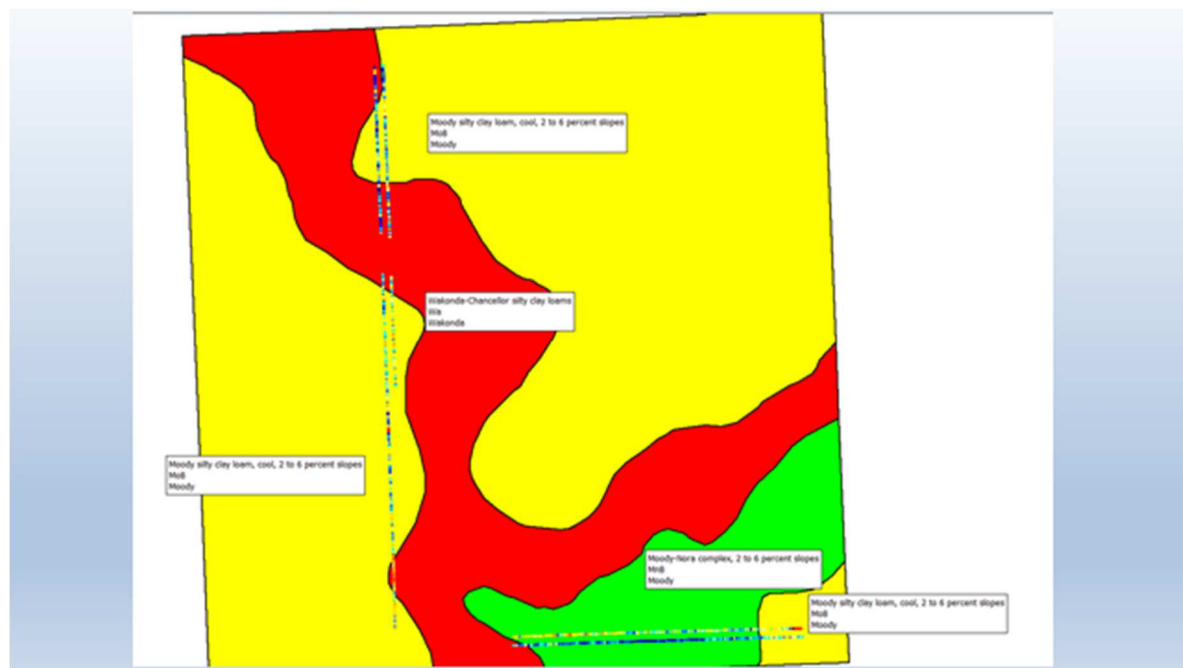 Moody silty clay loam, cool, 2 to 6 percent slopes
MoB
Moody
Wakonda-Chancellor silty clay loams
Wa
Wakonda
Moody silty clay loam, cool, 2 to 6 percent slopes
MoB
Moody
Moody-Nora complex, 2 to 6 percent slopes
MnB
Moody
Moody silty clay loam, cool, 2 to 6 percent slopes
MoB
Moody